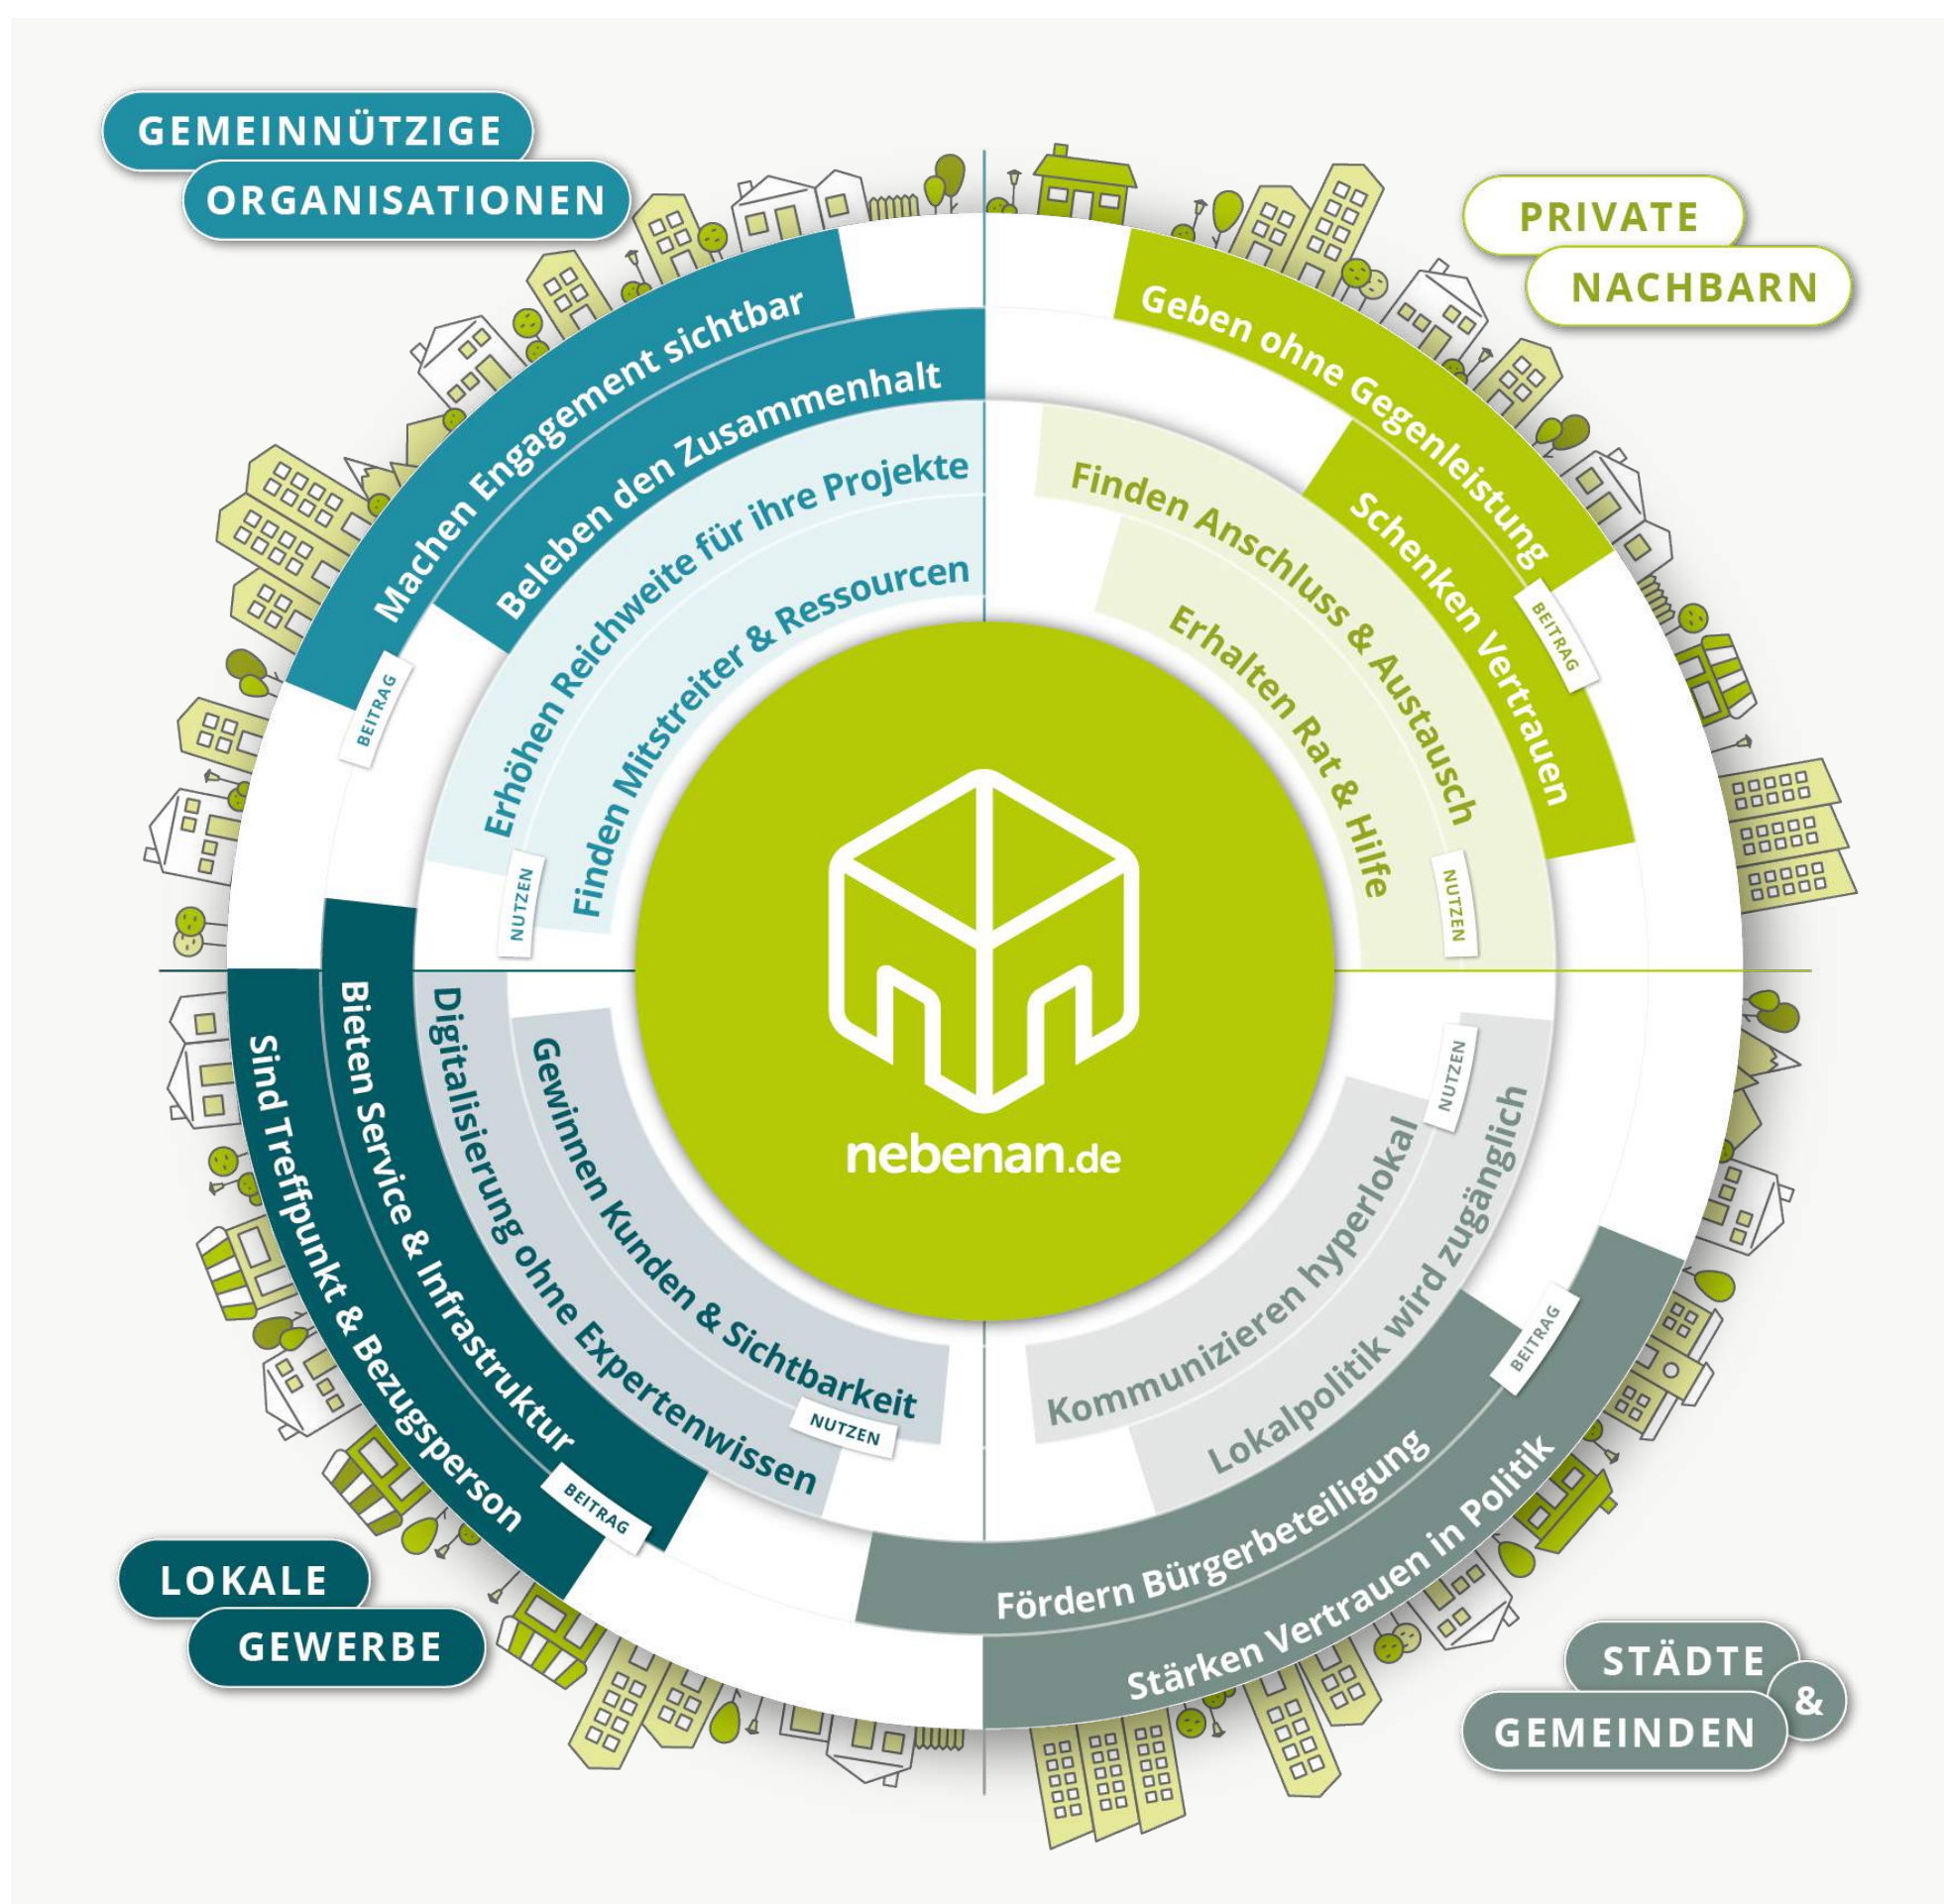 GEMEINNÜTZIGE
ORGANISATIONEN
Machen Engagement sichtbar
Beleben den Zusammenhalt
BEITRAG
Erhöhen Reichweite für ihre Projekte
Finden Mitstreiter & Ressourcen
NUTZEN
PRIVATE
NACHBARN
Geben ohne Gegenleistung
Schenken Vertrauen
BEITRAG
Finden Anschluss & Austausch
Erhalten Rat & Hilfe
NUTZEN
nebenan.de
Sind Treffpunkt & Bezugsperson
Bieten Service & Infrastruktur
BEITRAG
Digitalisierung ohne Expertenwissen
Gewinnen Kunden & Sichtbarkeit
NUTZEN
LOKALE
GEWERBE
NUTZEN
Kommunizieren hyperlokal
Lokalpolitik wird zugänglich
BEITRAG
Fördern Bürgerbeteiligung
Stärken Vertrauen in Politik
STÄDTE
&
GEMEINDEN